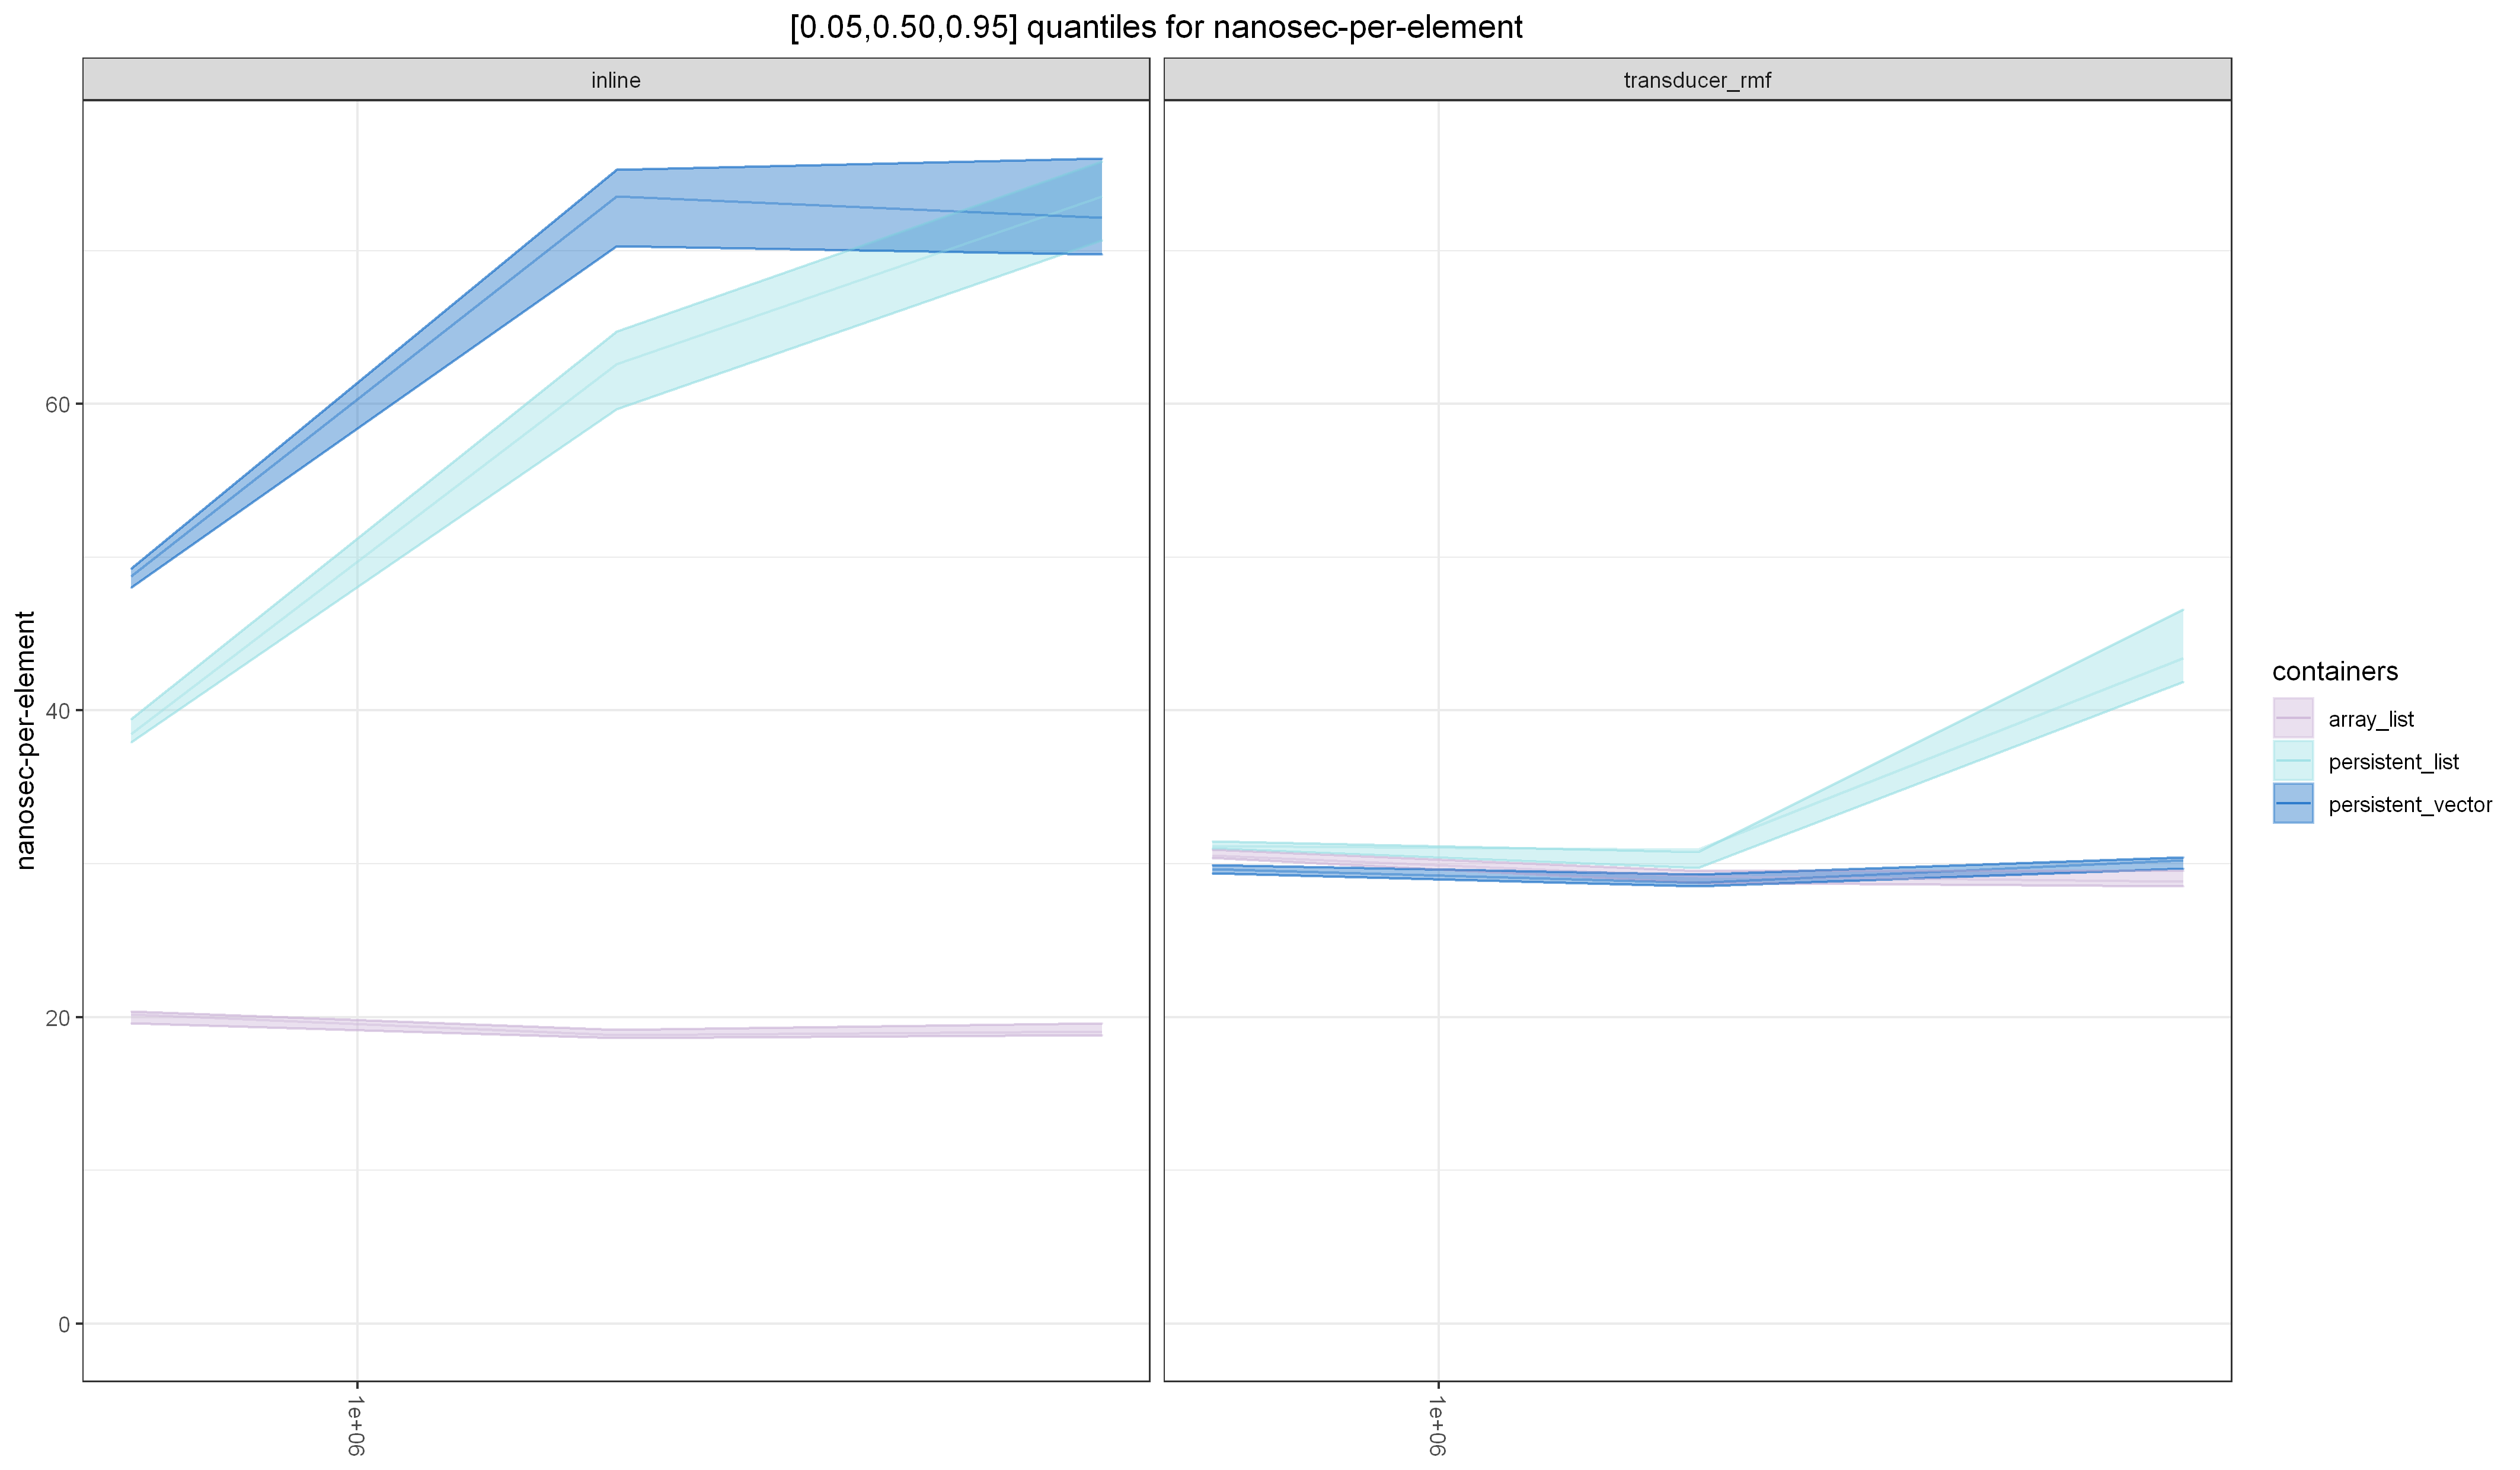 [0.05,0.50,0.95] quantiles for nanosec-per-element
inline
transducer_rmf
nanosec-per-element
60
40
20
0
1e+06
1e+06
containers
array_list
persistent_list
persistent_vector